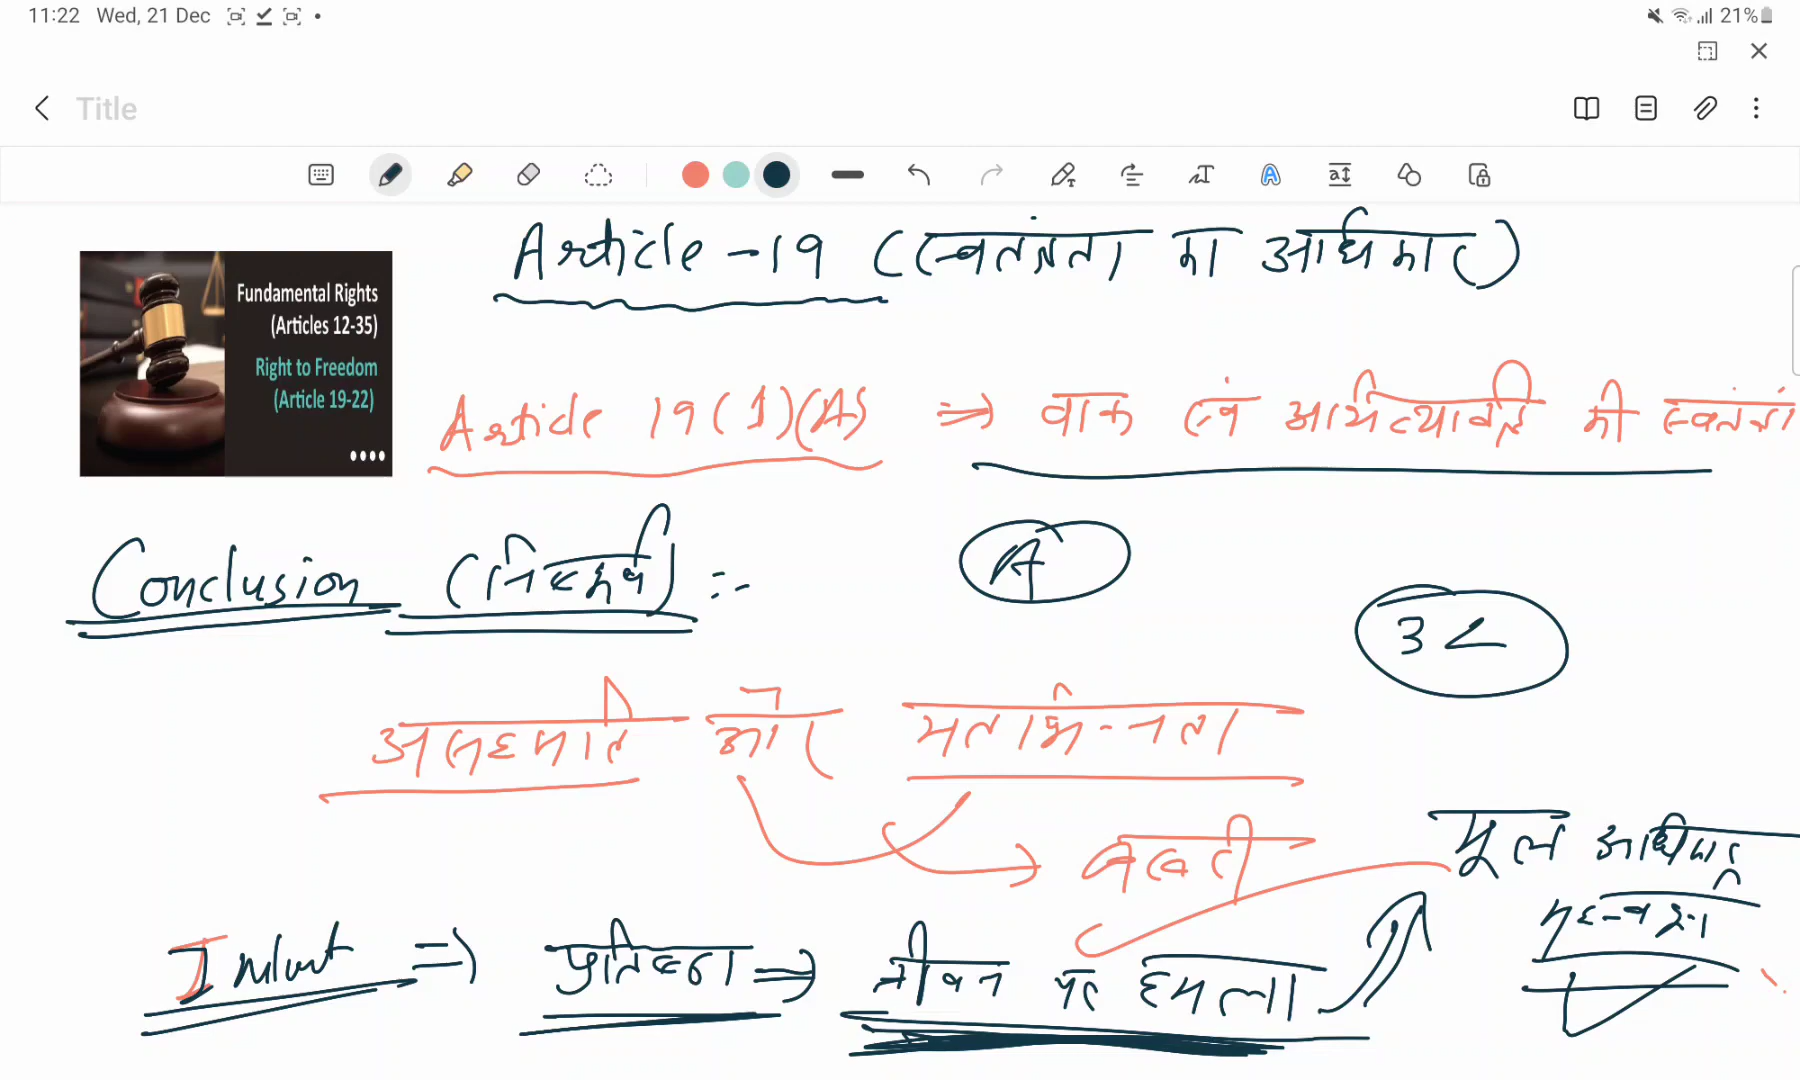 11:22 Wed, 21 Dec
21%
Title
Article -19 (स्वतंत्रता का अधिकार)
Fundamental Rights
(Articles 12-35)
Right to Freedom
(Article 19-22)
Article 19(1)(A) ⇒ वाक एवं अभिव्यक्ति की स्वतंत्रता
Conclusion (निष्कर्ष) :-
A
3 <
असहमति और मतभिन्नता
मूल अधिकार
⇒ प्रतिष्ठा ⇒ जीवन पर हमला